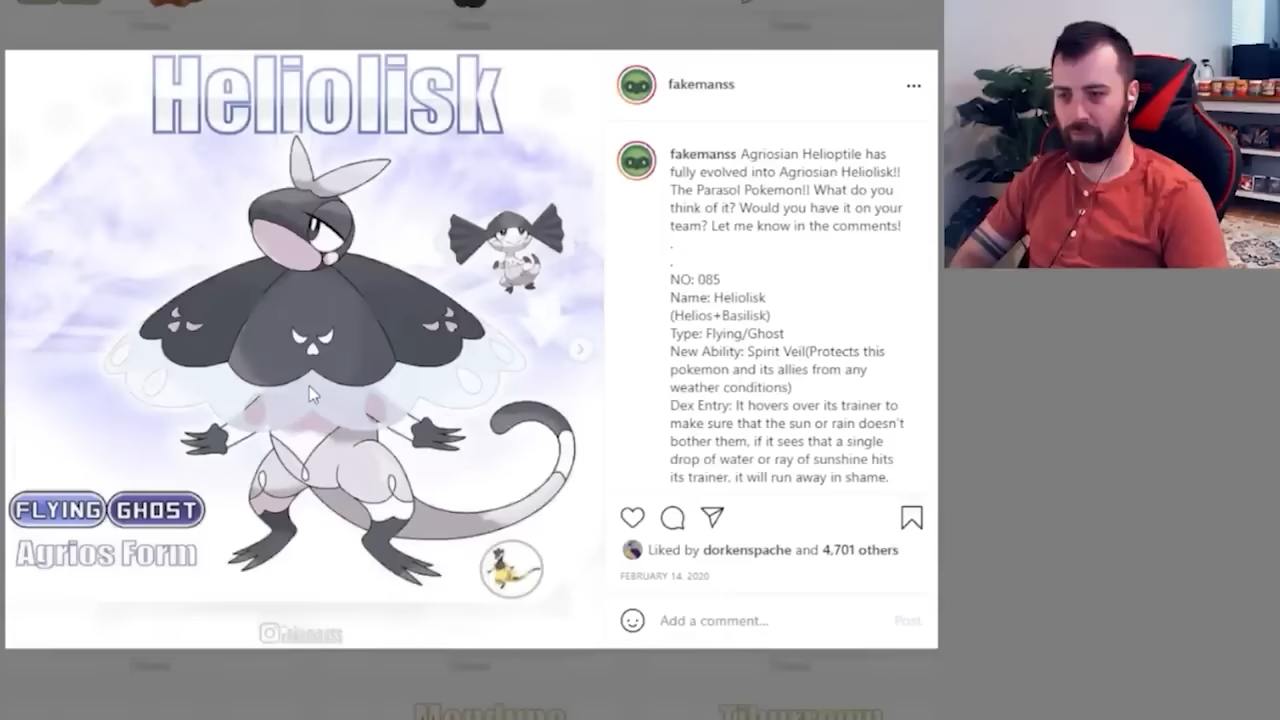 Heliolisk
FLYING GHOST
Agrios Form
fakemanss
fakemanss Agriosian Helioptile has
fully evolved into Agriosian Heliolisk!!
The Parasol Pokemon!! What do you
think of it? Would you have it on your
team? Let me know in the comments!
.
.
NO: 085
Name: Heliolisk
(Helios+Basilisk)
Type: Flying/Ghost
New Ability: Spirit Veil(Protects this
pokemon and its allies from any
weather conditions)
Dex Entry: It hovers over its trainer to
make sure that the sun or rain doesn't
bother them, if it sees that a single
drop of water or ray of sunshine hits
its trainer, it will run away in shame.
Liked by dorkenspache and 4,701 others
FEBRUARY 14, 2020
Add a comment...
Post